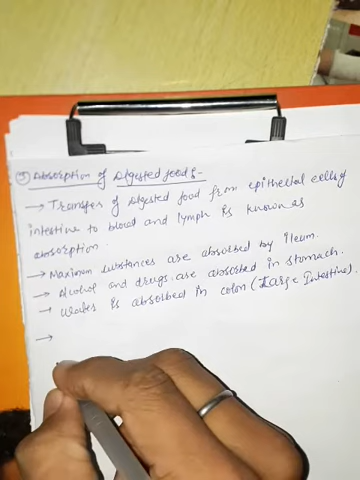 ③ Absorption of Digested food :-
→ Transfer of digested food from epithelial cells of
intestine to blood and lymph is known as
absorption.
→ Maximum substances are absorbed by ileum.
→ Alcohol and drugs are absorbed in stomach.
→ Water is absorbed in colon (Large Intestine).
→